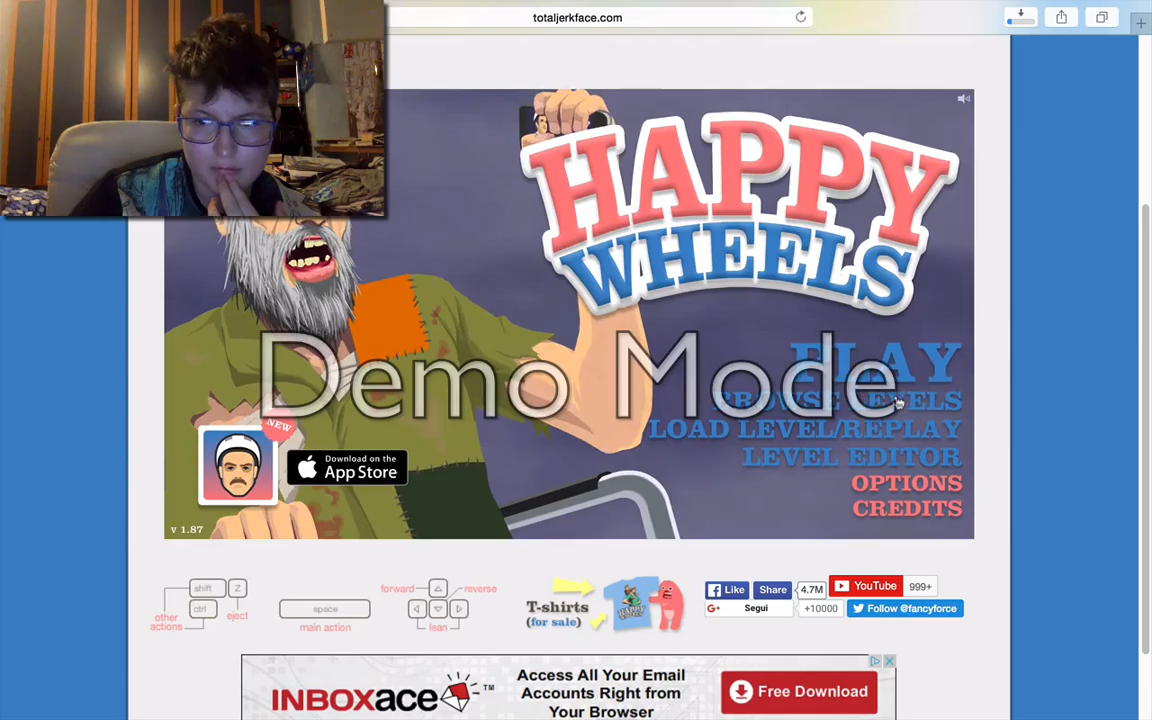 totaljerkface.com
HAPPY
WHEELS
Demo Mode
PLAY
BROWSE LEVELS
LOAD LEVEL/REPLAY
LEVEL EDITOR
OPTIONS
CREDITS
NEW
Download on the
App Store
v 1.87
shift
Z
ctrl
eject
other
actions
space
main action
forward
reverse
lean
T-shirts
(for sale)
Like
Share
4.7M
YouTube
999+
Segui
+10000
Follow @fancyforce
INBOXace™
Access All Your Email
Accounts Right from
Your Browser
Free Download